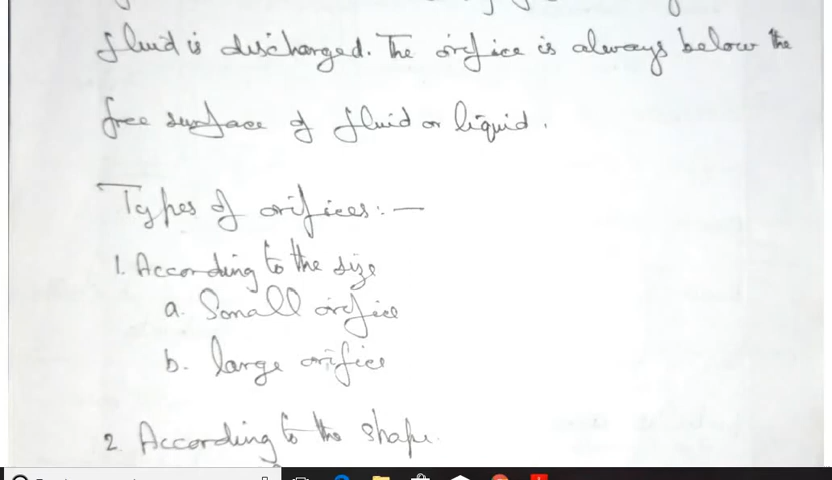 fluid is discharged. The orifice is always below the
free surface of fluid or liquid.
Types of orifices:—
1. According to the size
a. Small orifice
b. large orifice
2. According to the shape.